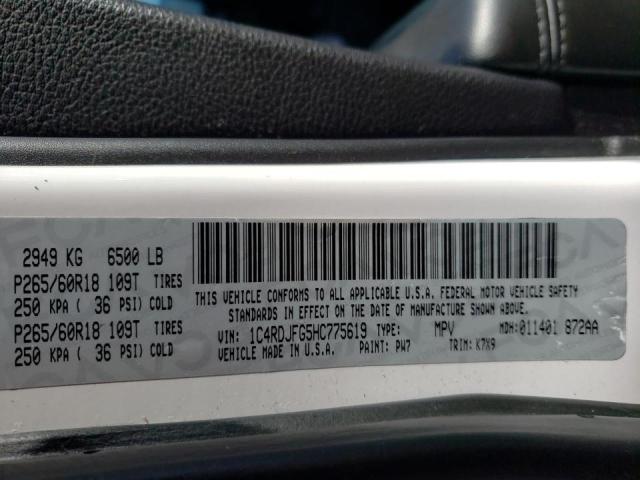 2949 KG 6500 LB
P265/60R18 109T TIRES
250 KPA ( 36 PSI) COLD
P265/60R18 109T TIRES
250 KPA ( 36 PSI) COLD
THIS VEHICLE CONFORMS TO ALL APPLICABLE U.S.A. FEDERAL MOTOR VEHICLE SAFETY
STANDARDS IN EFFECT ON THE DATE OF MANUFACTURE SHOWN ABOVE.
VIN: 1C4RDJFG5HC775619 TYPE: MPV MDH: 011401 872AA
VEHICLE MADE IN U.S.A. PAINT: PW7 TRIM: K7X9